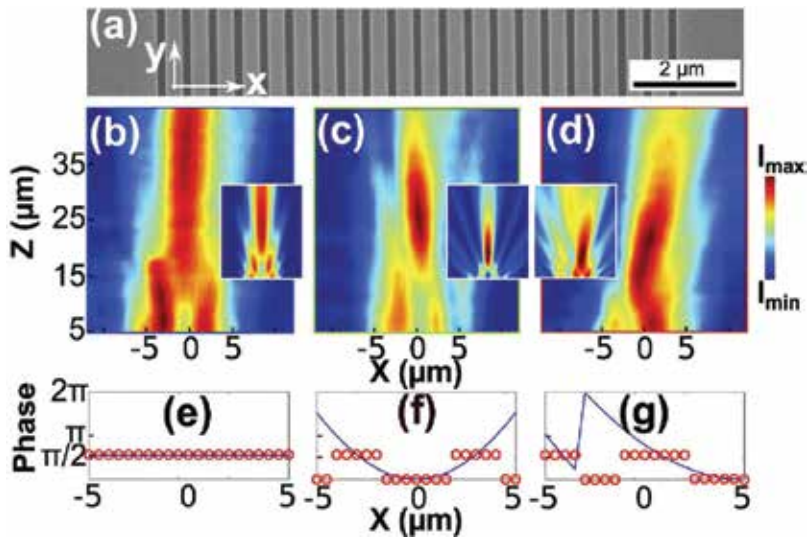 (a)
y
x
2 µm
(b)
(c)
(d)
35
25
15
5
Z (µm)
-5 0 5
-5 0 5
-5 0 5
X (µm)
Imax
Imin
Phase
2π
π
π/2
(e)
(f)
(g)
-5 0 5
-5 0 5
-5 0 5
X (µm)